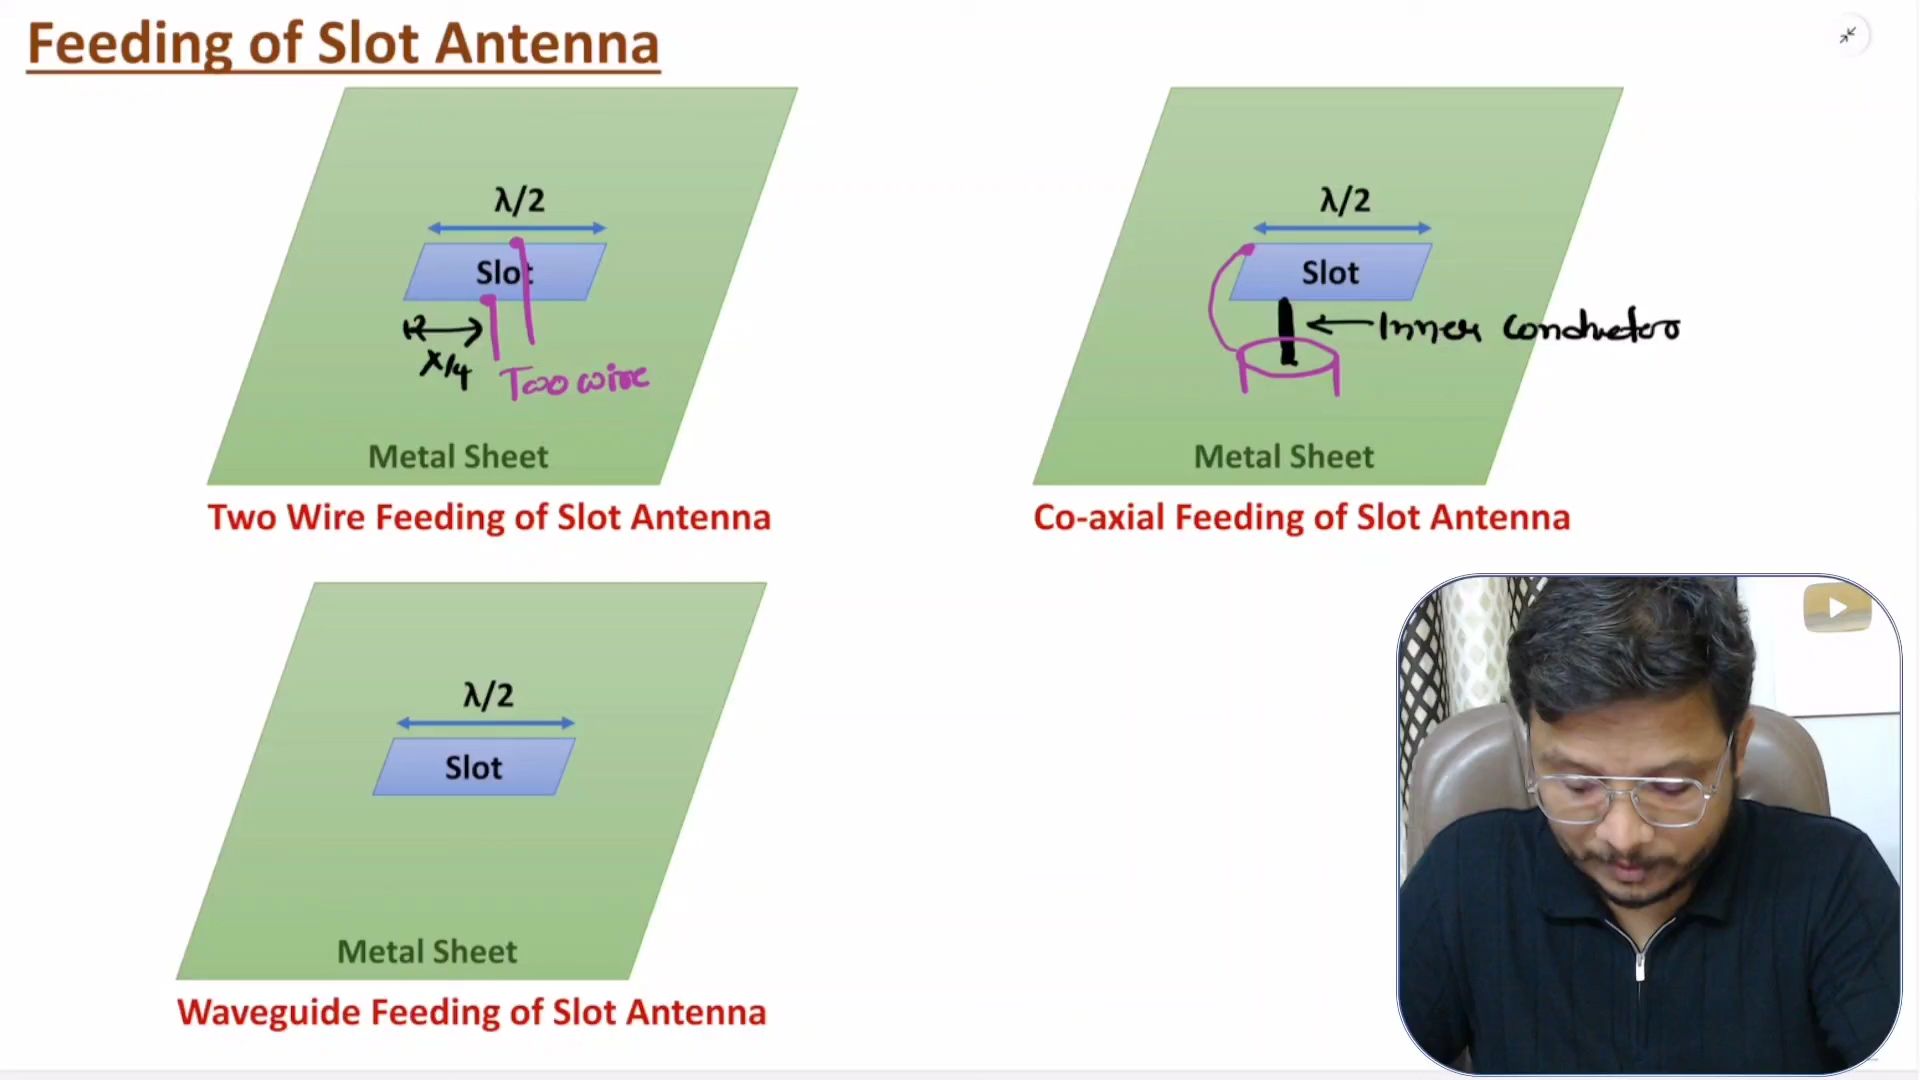 Feeding of Slot Antenna
λ/2
Slot
λ/4
Two wire
Metal Sheet
Two Wire Feeding of Slot Antenna
λ/2
Slot
Inner Conductor
Metal Sheet
Co-axial Feeding of Slot Antenna
λ/2
Slot
Metal Sheet
Waveguide Feeding of Slot Antenna